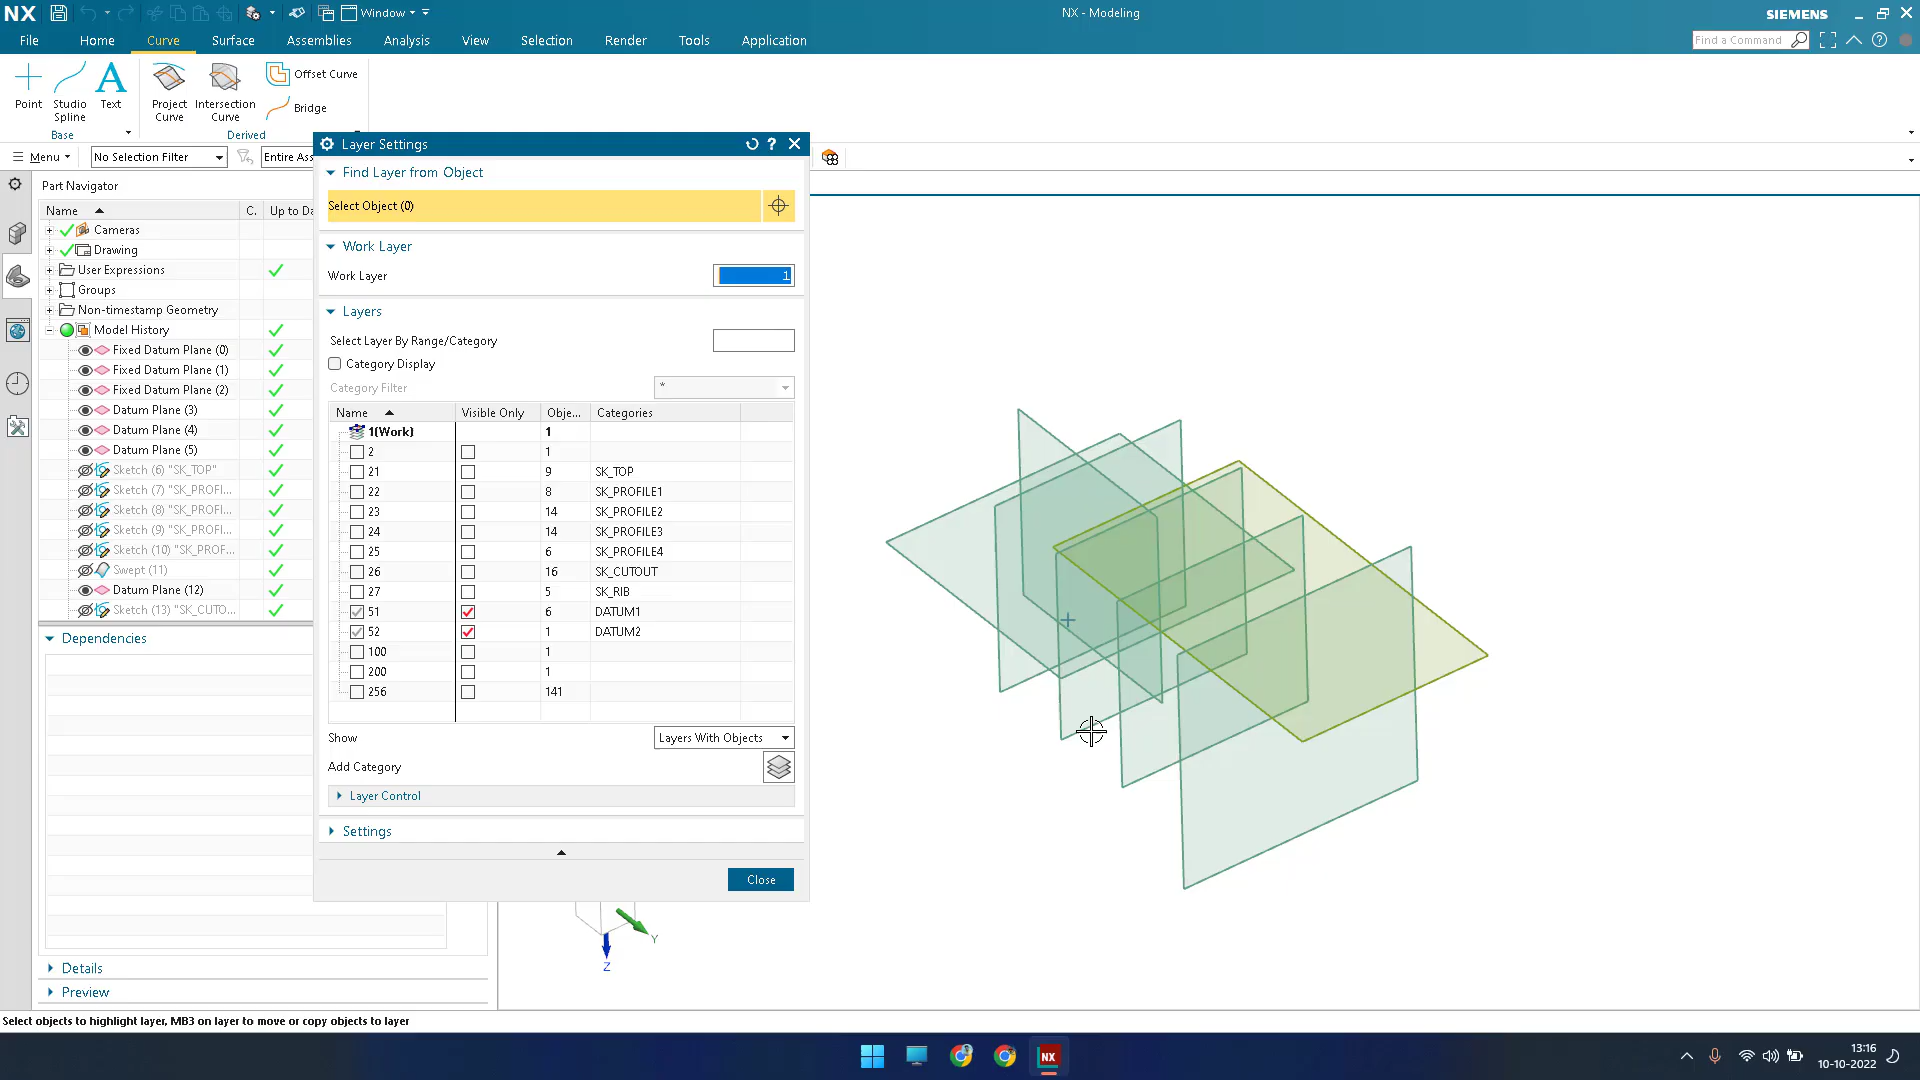 NX
Window
NX - Modeling
SIEMENS
File
Home
Curve
Surface
Assemblies
Analysis
View
Selection
Render
Tools
Application
Find a Command
Point
Studio
Spline
Text
Project
Curve
Intersection
Curve
Offset Curve
Bridge
Base
Derived
Menu
No Selection Filter
Entire Ass
Part Navigator
Name
C.
Up to Da
Cameras
Drawing
User Expressions
Groups
Non-timestamp Geometry
Model History
Fixed Datum Plane (0)
Fixed Datum Plane (1)
Fixed Datum Plane (2)
Datum Plane (3)
Datum Plane (4)
Datum Plane (5)
Sketch (6) "SK_TOP"
Sketch (7) "SK_PROFI...
Sketch (8) "SK_PROFI...
Sketch (9) "SK_PROFI...
Sketch (10) "SK_PROF...
Swept (11)
Datum Plane (12)
Sketch (13) "SK_CUTO...
Dependencies
Details
Preview
Layer Settings
Find Layer from Object
Select Object (0)
Work Layer
Work Layer 1
Layers
Select Layer By Range/Category
Category Display
Category Filter *
Name Visible Only Obje... Categories
1(Work) 1
2 1
21 9 SK_TOP
22 8 SK_PROFILE1
23 14 SK_PROFILE2
24 14 SK_PROFILE3
25 6 SK_PROFILE4
26 16 SK_CUTOUT
27 5 SK_RIB
51 6 DATUM1
52 1 DATUM2
100 1
200 1
256 141
Show Layers With Objects
Add Category
Layer Control
Settings
Close
Y
Z
Select objects to highlight layer, MB3 on layer to move or copy objects to layer
NX
13:16
10-10-2022